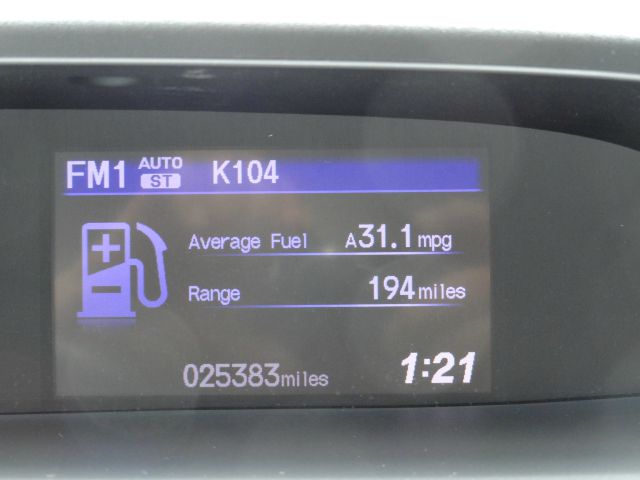 FM1 AUTO ST K104
Average Fuel A31.1mpg
Range 194miles
025383miles 1:21